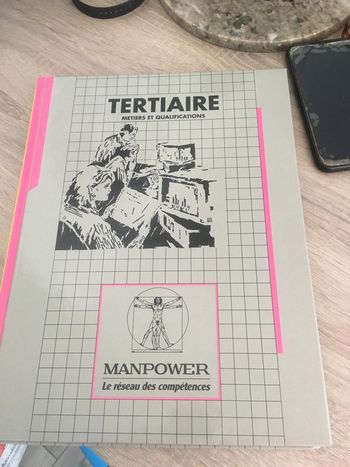 TERTIAIRE
METIERS ET QUALIFICATIONS
MANPOWER
Le réseau des compétences